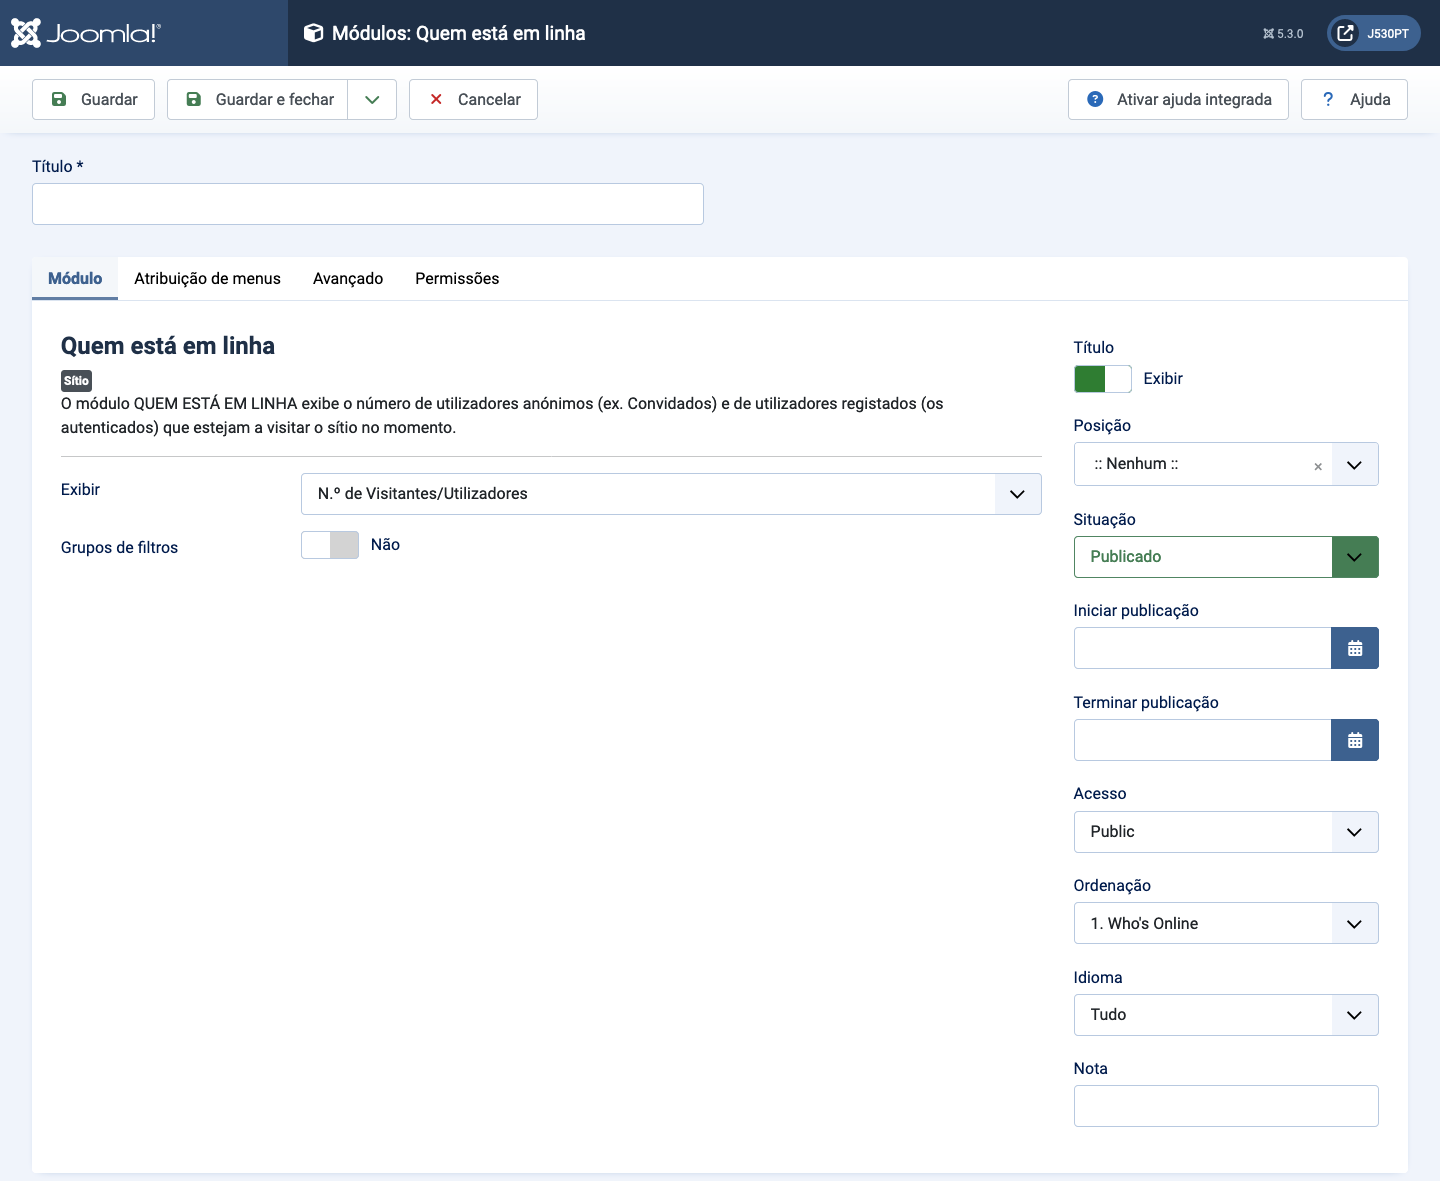 Joomla!®
Módulos: Quem está em linha
5.3.0
J530PT
Guardar
Guardar e fechar
Cancelar
Ativar ajuda integrada
? Ajuda
Título *
Módulo
Atribuição de menus
Avançado
Permissões
Quem está em linha
Sítio
O módulo QUEM ESTÁ EM LINHA exibe o número de utilizadores anónimos (ex. Convidados) e de utilizadores registados (os
autenticados) que estejam a visitar o sítio no momento.
Exibir
N.º de Visitantes/Utilizadores
Grupos de filtros
Não
Título
Exibir
Posição
:: Nenhum ::
Situação
Publicado
Iniciar publicação
Terminar publicação
Acesso
Public
Ordenação
1. Who's Online
Idioma
Tudo
Nota